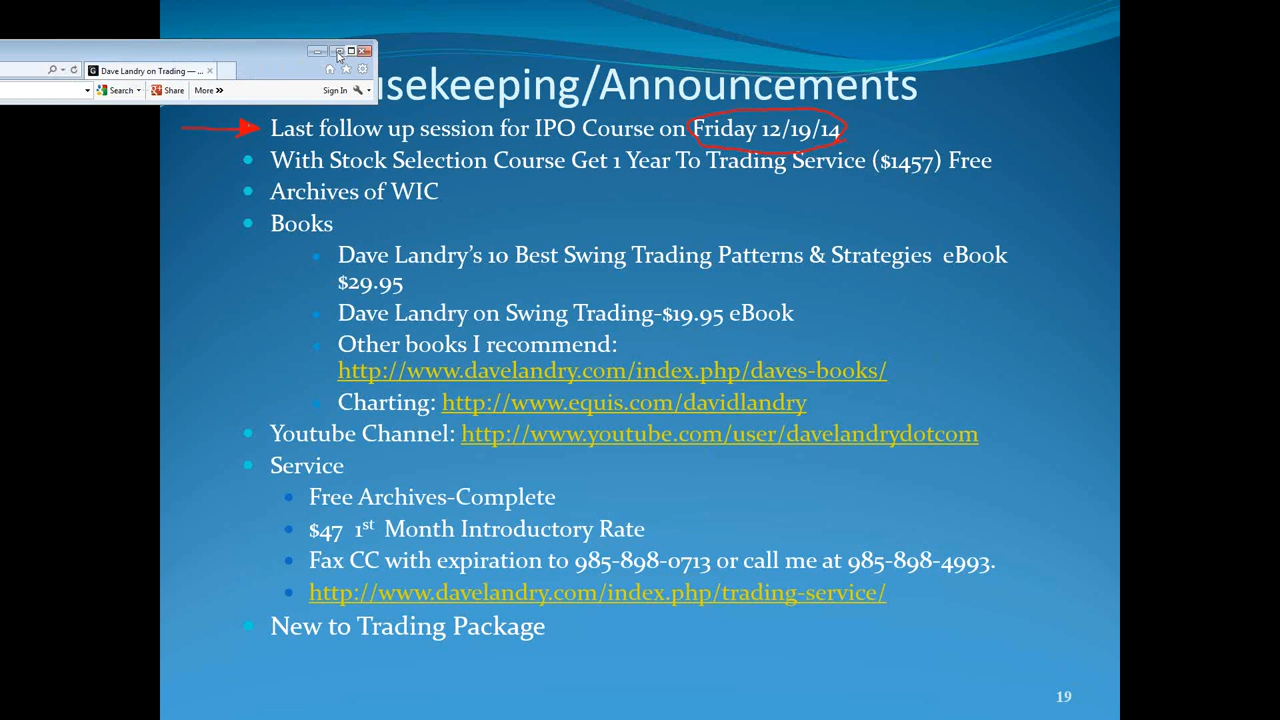 Dave Landry on Trading — ...
Search
Share
More »
Sign In
usekeeping/Announcements
Last follow up session for IPO Course on Friday 12/19/14
With Stock Selection Course Get 1 Year To Trading Service ($1457) Free
Archives of WIC
Books
Dave Landry’s 10 Best Swing Trading Patterns & Strategies eBook
$29.95
Dave Landry on Swing Trading-$19.95 eBook
Other books I recommend:
http://www.davelandry.com/index.php/daves-books/
Charting: http://www.equis.com/davidlandry
Youtube Channel: http://www.youtube.com/user/davelandrydotcom
Service
Free Archives-Complete
$47 1st Month Introductory Rate
Fax CC with expiration to 985-898-0713 or call me at 985-898-4993.
http://www.davelandry.com/index.php/trading-service/
New to Trading Package
19